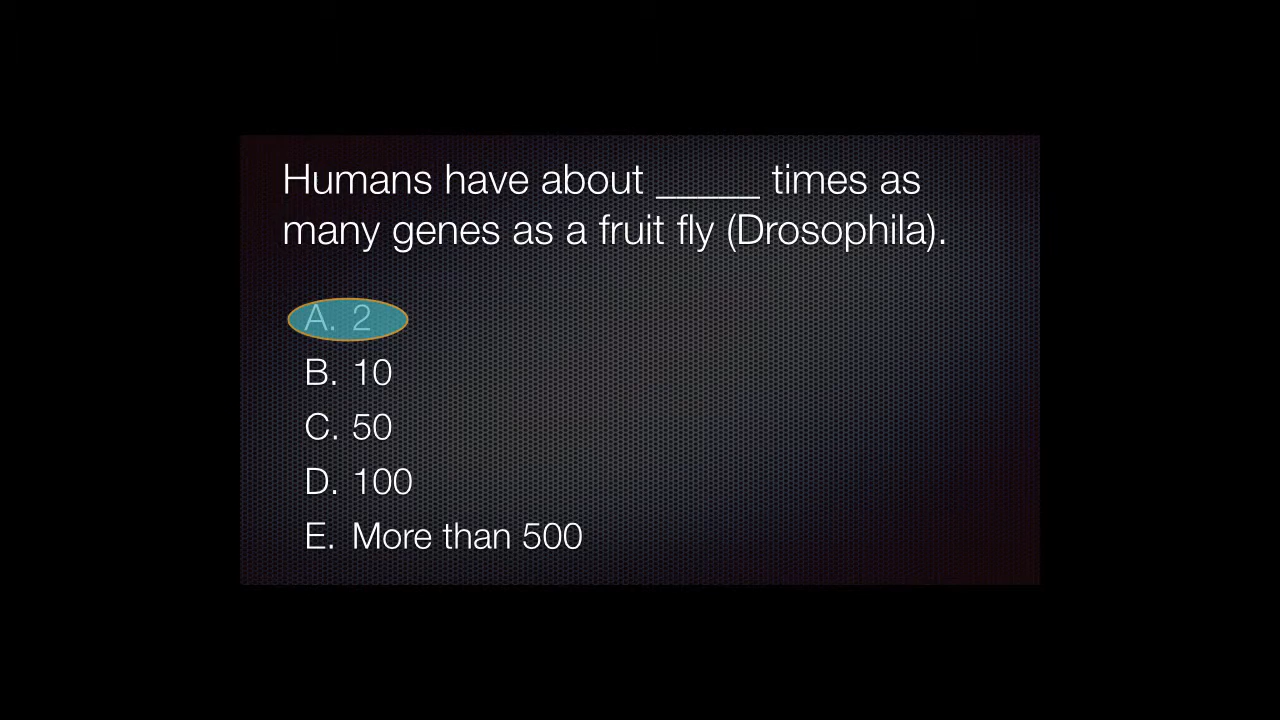 Humans have about _____ times as
many genes as a fruit fly (Drosophila).
A. 2
B. 10
C. 50
D. 100
E. More than 500